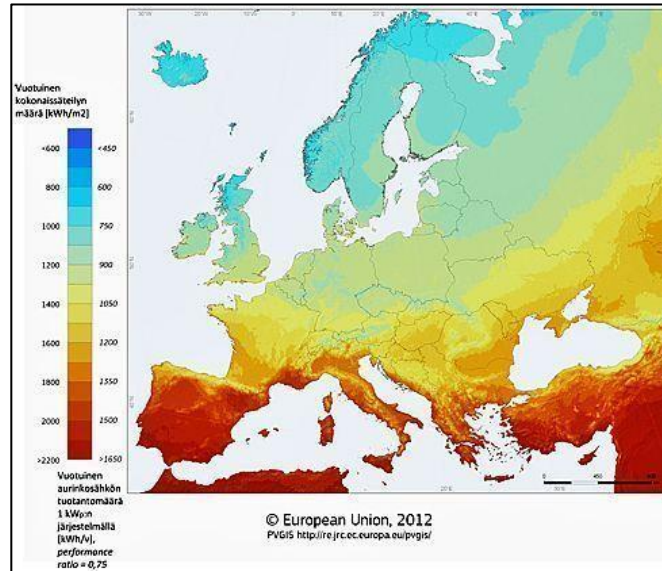 Vuotuinen
kokonaissäteilyn
määrä [kWh/m2]
<600 <450
800 600
1000 750
1200 900
1400 1050
1600 1200
1800 1350
2000 1500
>2200 >1650
Vuotuinen
aurinkosähkön
tuotantomäärä
1 kWp:n
järjestelmällä
[kWh/v],
performance
ratio = 0,75
© European Union, 2012
PVGIS http://re.jrc.ec.europa.eu/pvgis/